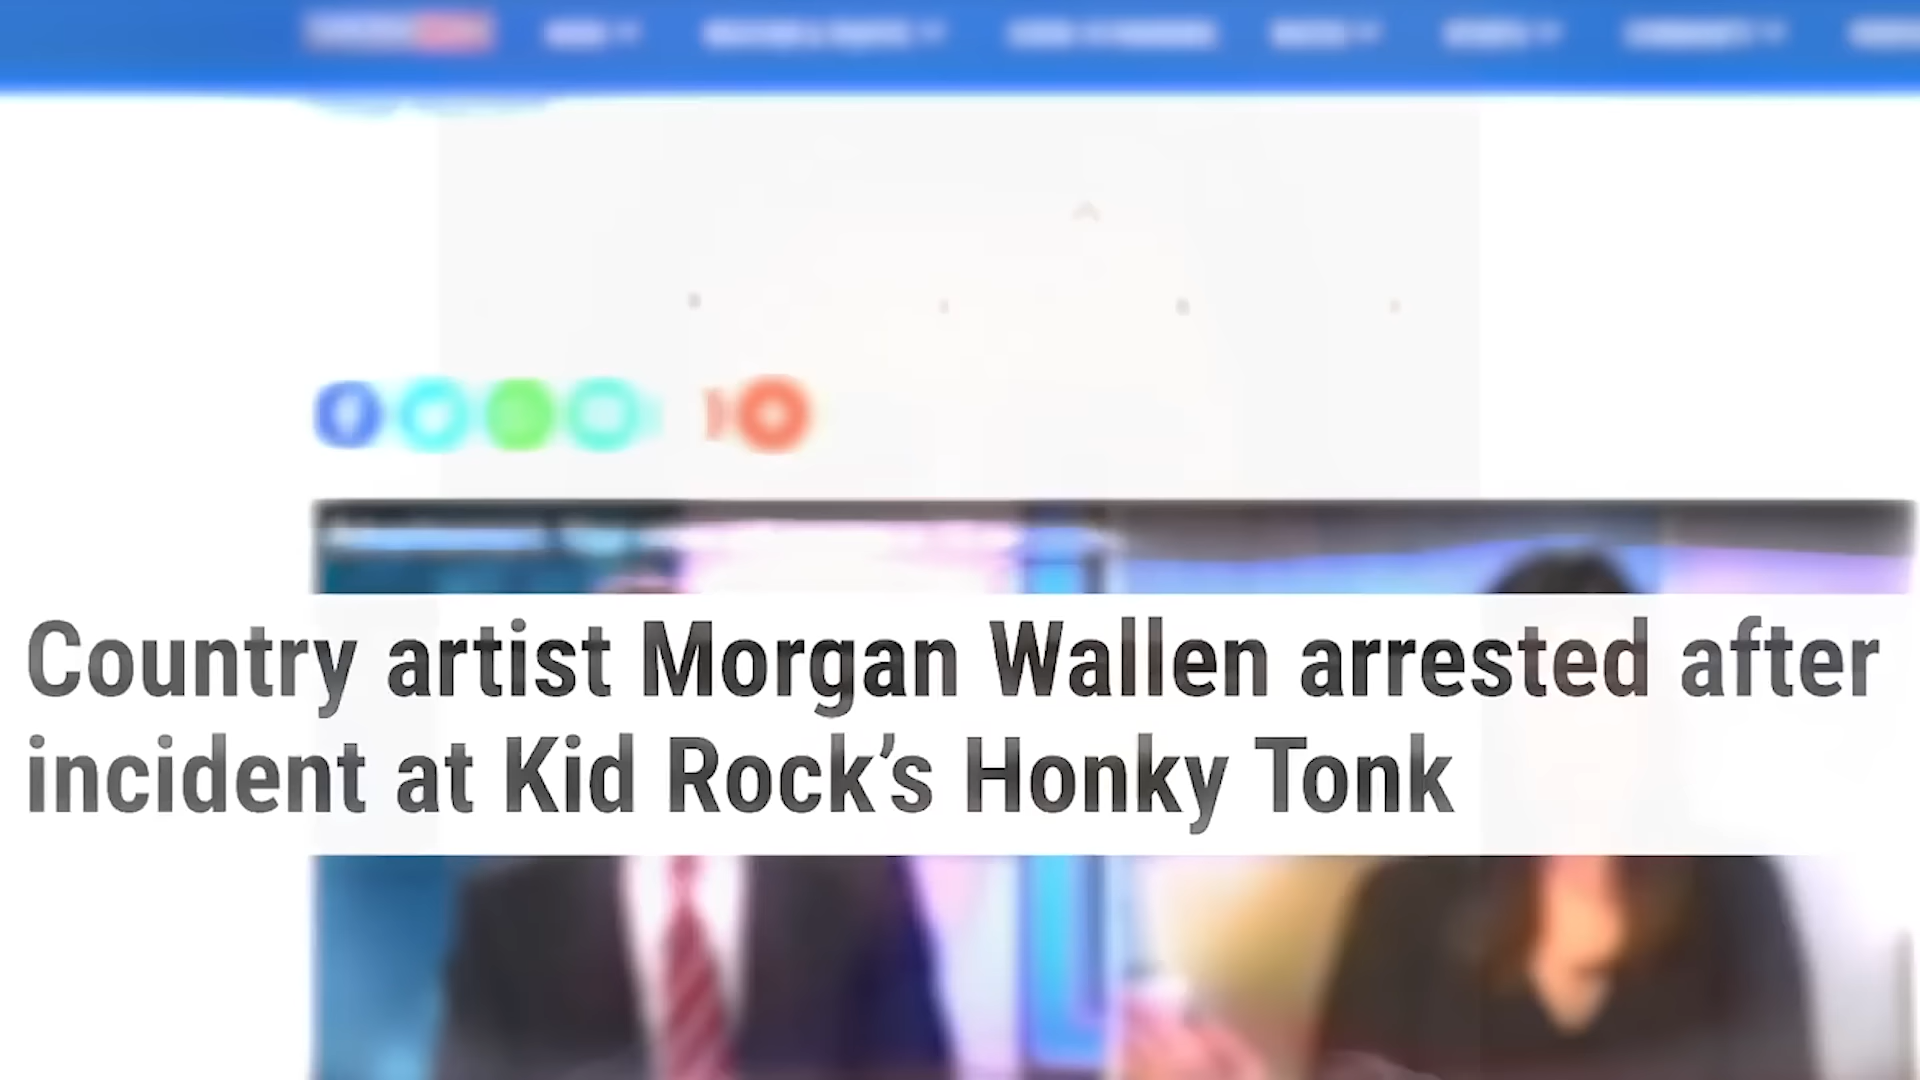 Country artist Morgan Wallen arrested after
incident at Kid Rock’s Honky Tonk